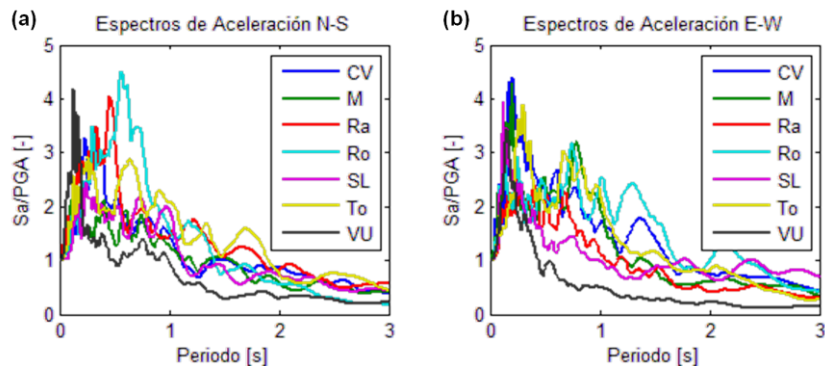 (a)
Espectros de Aceleración N-S
5
4
3
2
1
0
Sa/PGA [-]
CV
M
Ra
Ro
SL
To
VU
0
1
2
3
Periodo [s]
(b)
Espectros de Aceleración E-W
5
4
3
2
1
0
Sa/PGA [-]
CV
M
Ra
Ro
SL
To
VU
0
1
2
3
Periodo [s]